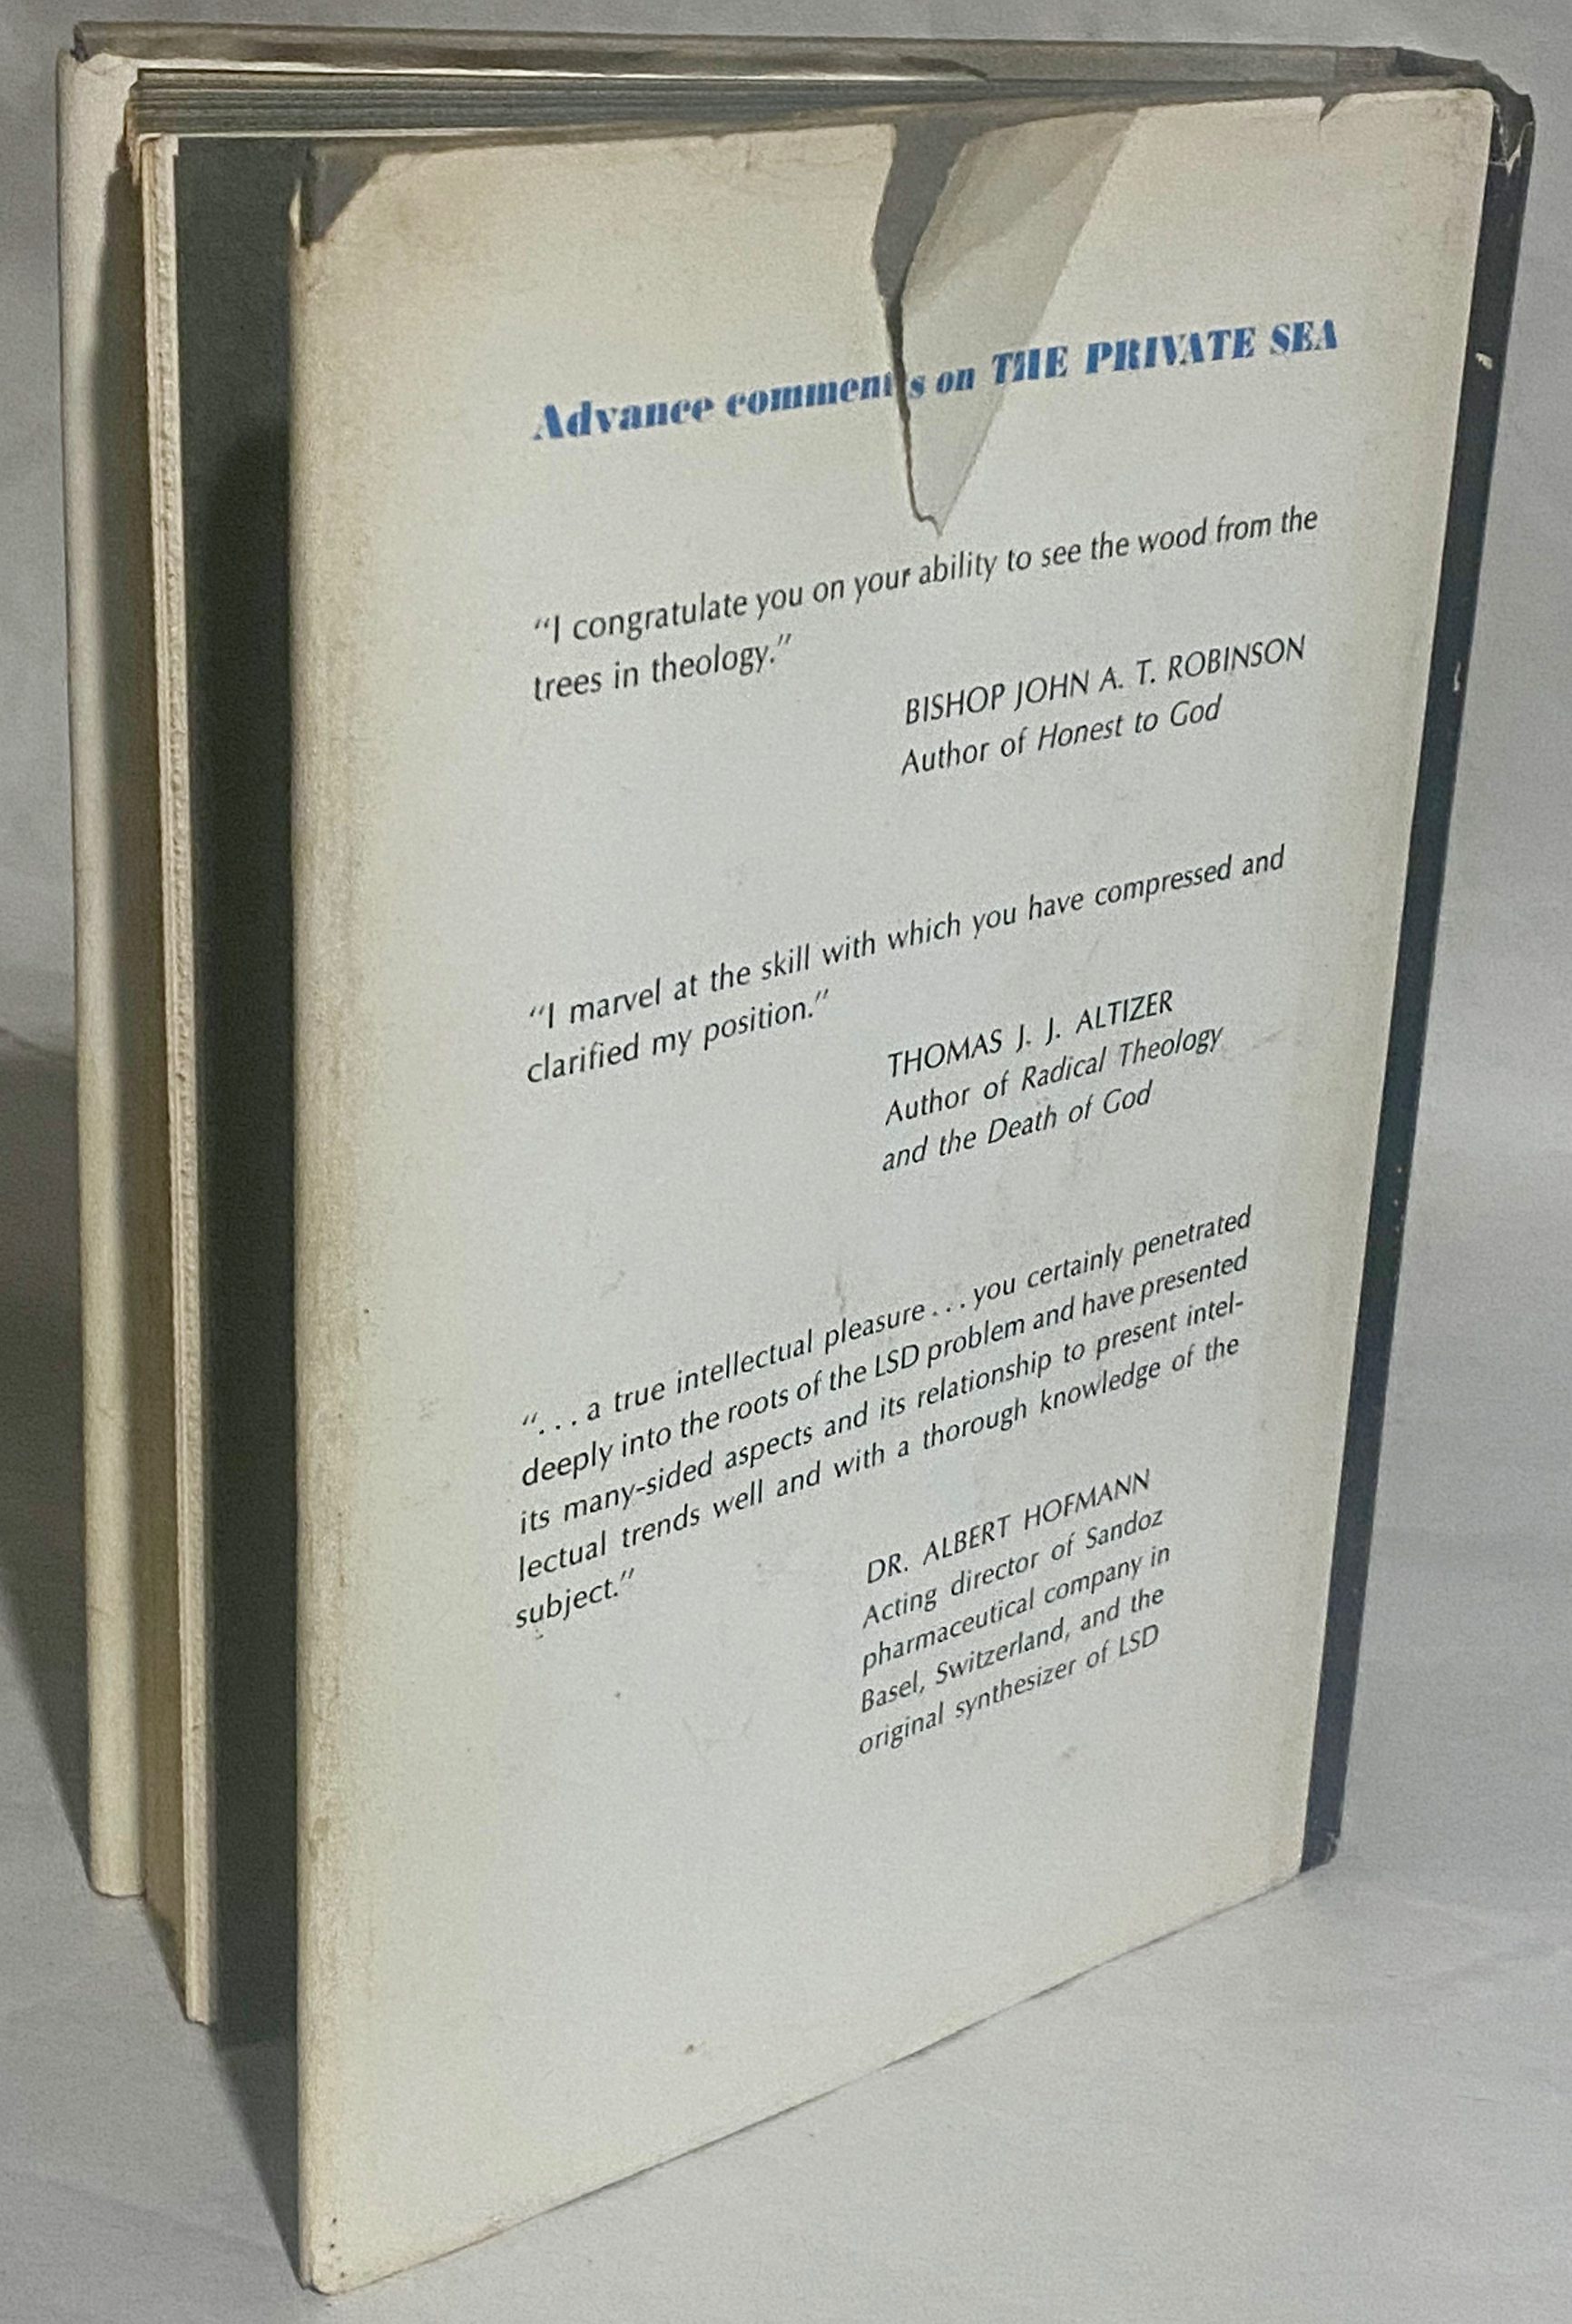 Advance comments on THE PRIVATE SEA
"I congratulate you on your ability to see the wood from the
trees in theology."
BISHOP JOHN A. T. ROBINSON
Author of Honest to God
"I marvel at the skill with which you have compressed and
clarified my position."
THOMAS J. J. ALTIZER
Author of Radical Theology
and the Death of God
". . . a true intellectual pleasure . . . you certainly penetrated
deeply into the roots of the LSD problem and have presented
its many-sided aspects and its relationship to present intel-
lectual trends well and with a thorough knowledge of the
subject."
DR. ALBERT HOFMANN
Acting director of Sandoz
pharmaceutical company in
Basel, Switzerland, and the
original synthesizer of LSD